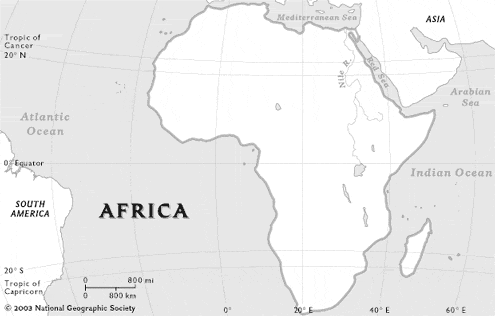 Mediterranean Sea
ASIA
Tropic of
Cancer
20° N
Nile R.
Red Sea
Arabian
Sea
Atlantic
Ocean
0° Equator
Indian Ocean
SOUTH
AMERICA
AFRICA
20° S
0 800 mi
0 800 km
Tropic of
Capricorn
0° 20° E 40° E 60° E
© 2003 National Geographic Society